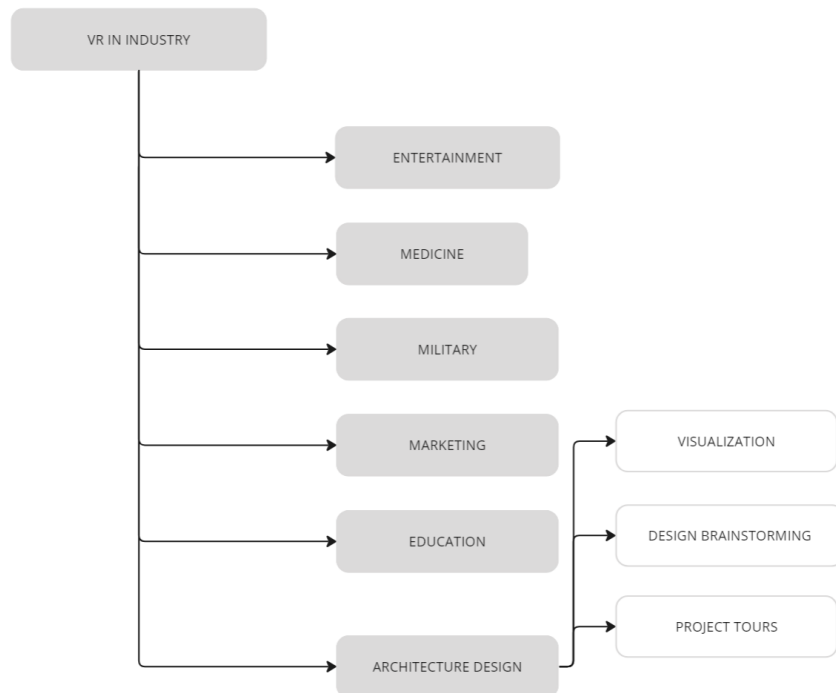 VR IN INDUSTRY
ENTERTAINMENT
MEDICINE
MILITARY
MARKETING
EDUCATION
ARCHITECTURE DESIGN
VISUALIZATION
DESIGN BRAINSTORMING
PROJECT TOURS